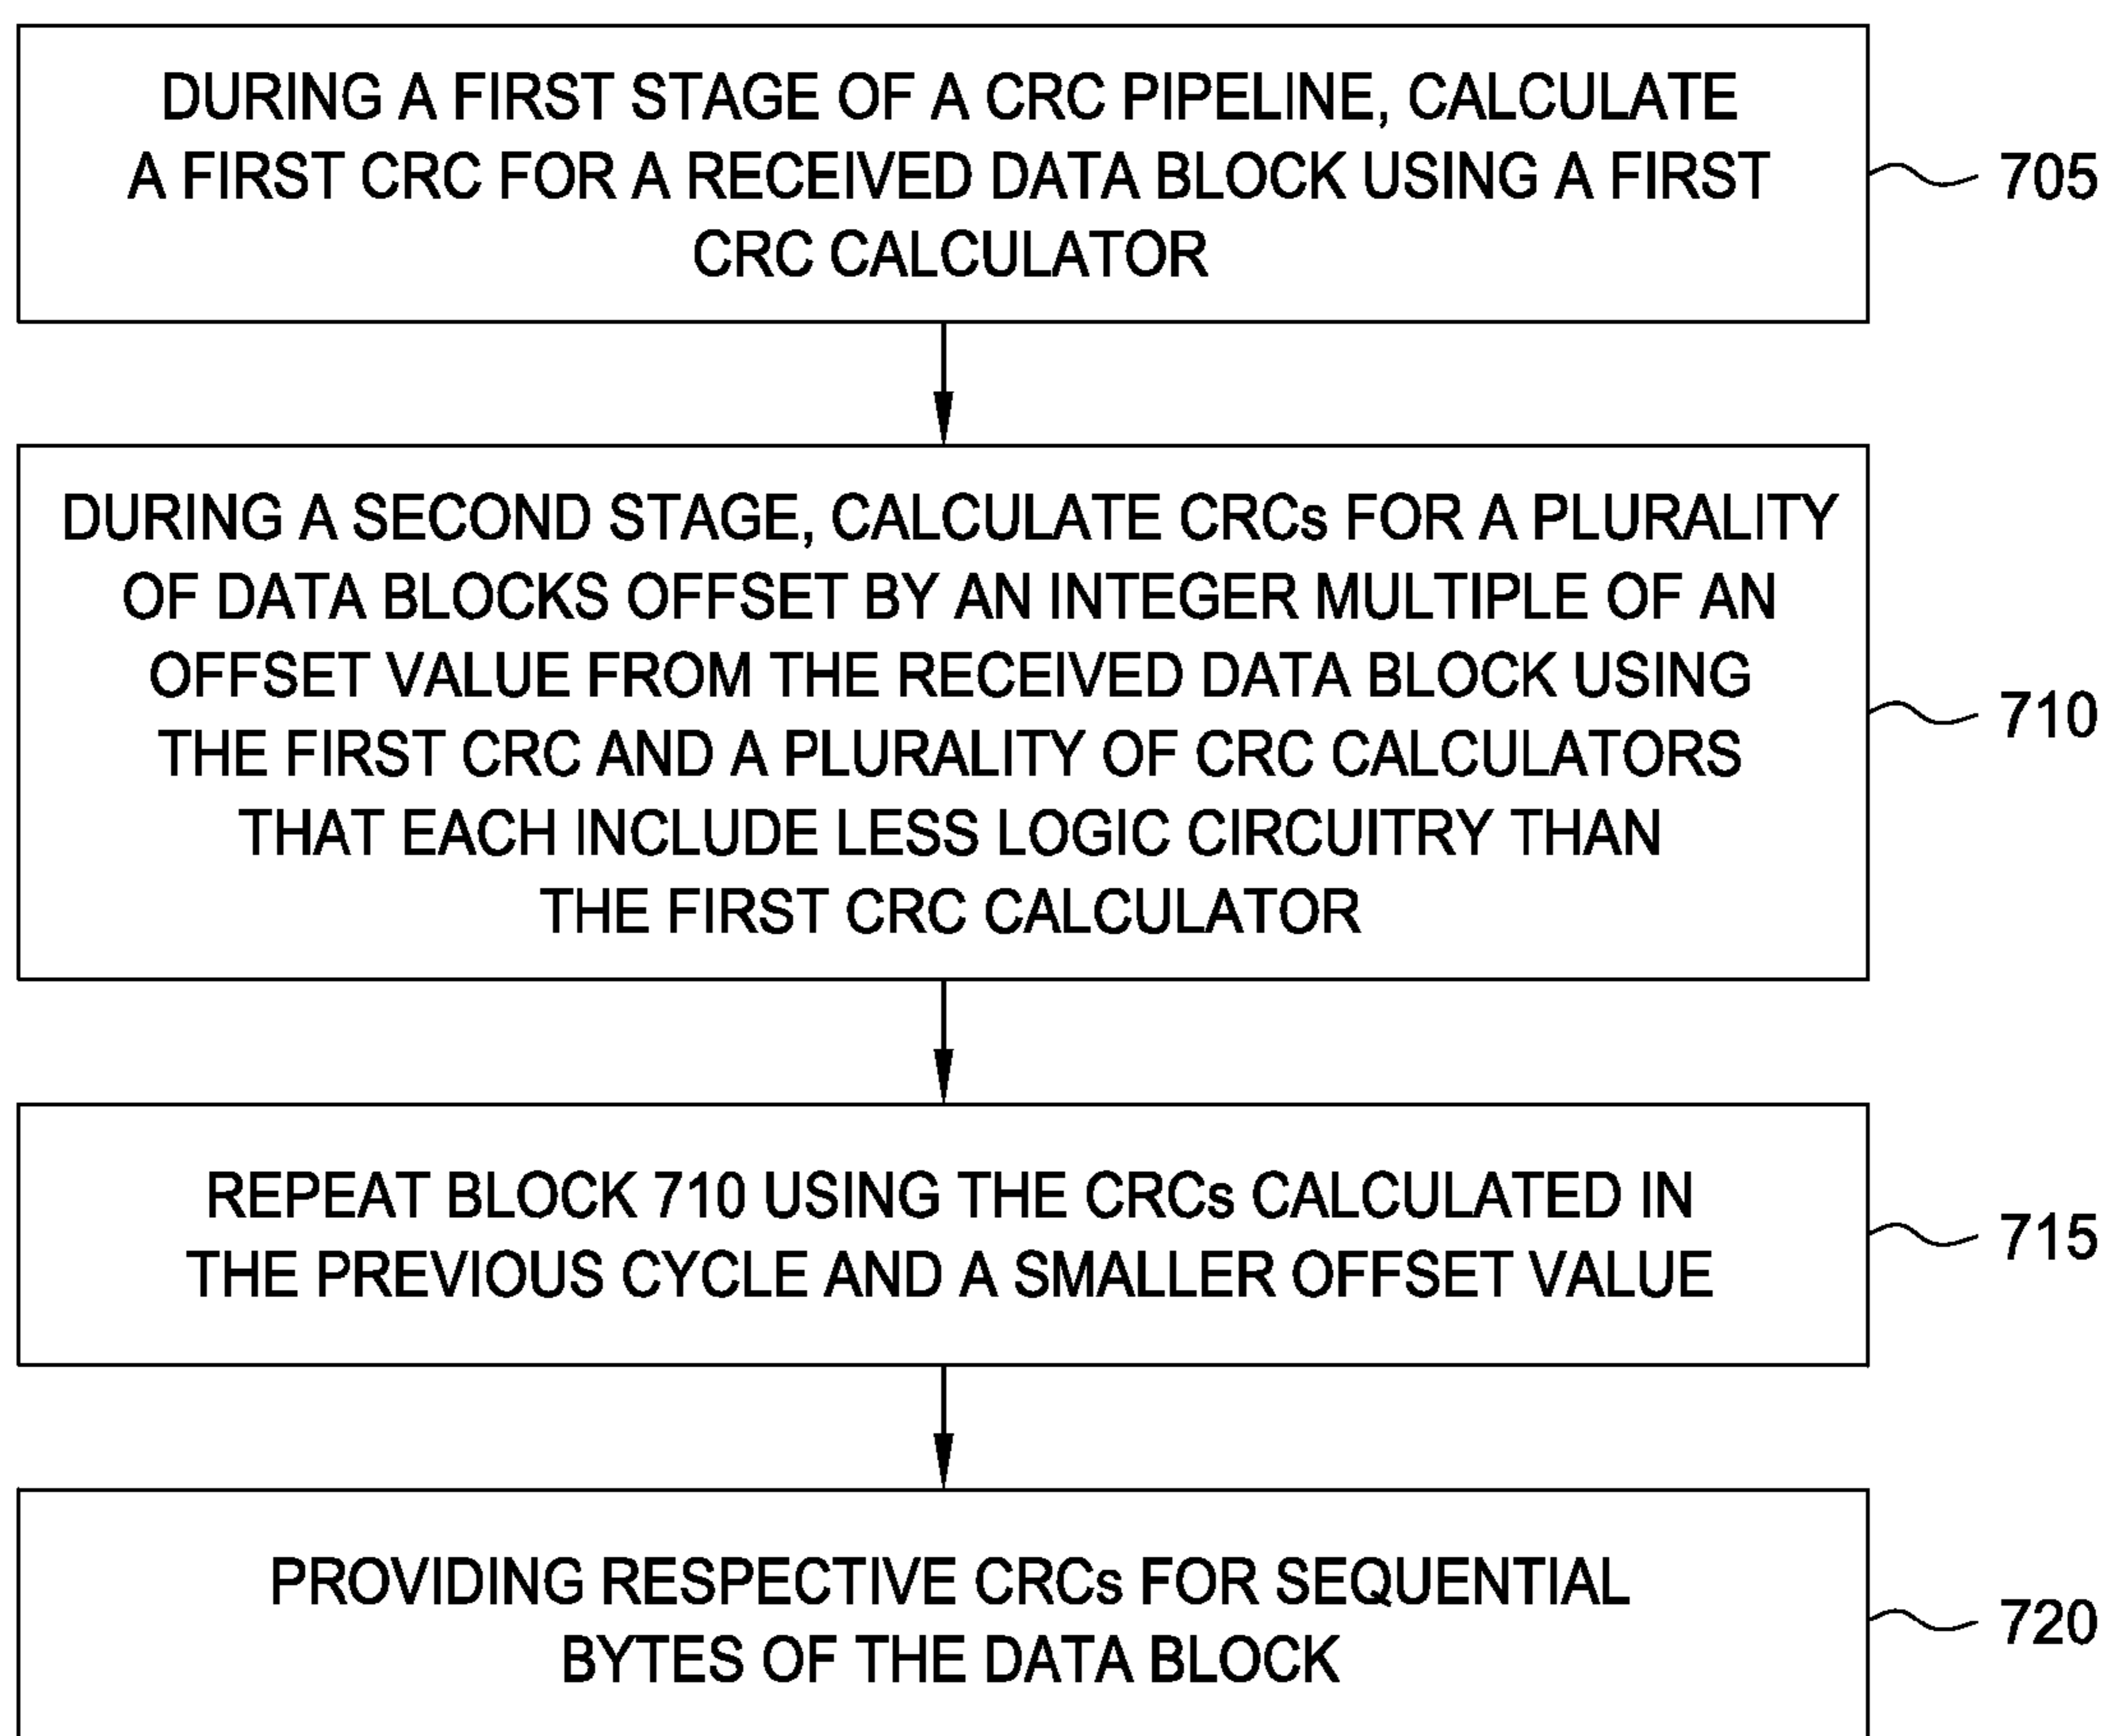 DURING A FIRST STAGE OF A CRC PIPELINE, CALCULATE
A FIRST CRC FOR A RECEIVED DATA BLOCK USING A FIRST
CRC CALCULATOR
705
DURING A SECOND STAGE, CALCULATE CRCs FOR A PLURALITY
OF DATA BLOCKS OFFSET BY AN INTEGER MULTIPLE OF AN
OFFSET VALUE FROM THE RECEIVED DATA BLOCK USING
THE FIRST CRC AND A PLURALITY OF CRC CALCULATORS
THAT EACH INCLUDE LESS LOGIC CIRCUITRY THAN
THE FIRST CRC CALCULATOR
710
REPEAT BLOCK 710 USING THE CRCs CALCULATED IN
THE PREVIOUS CYCLE AND A SMALLER OFFSET VALUE
715
PROVIDING RESPECTIVE CRCs FOR SEQUENTIAL
BYTES OF THE DATA BLOCK
720